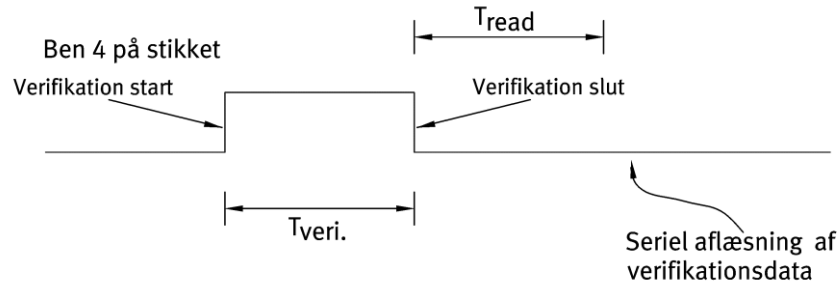 Tread
Ben 4 på stikket
Verifikation start
Verifikation slut
Tveri.
Seriel aflæsning af
verifikationsdata